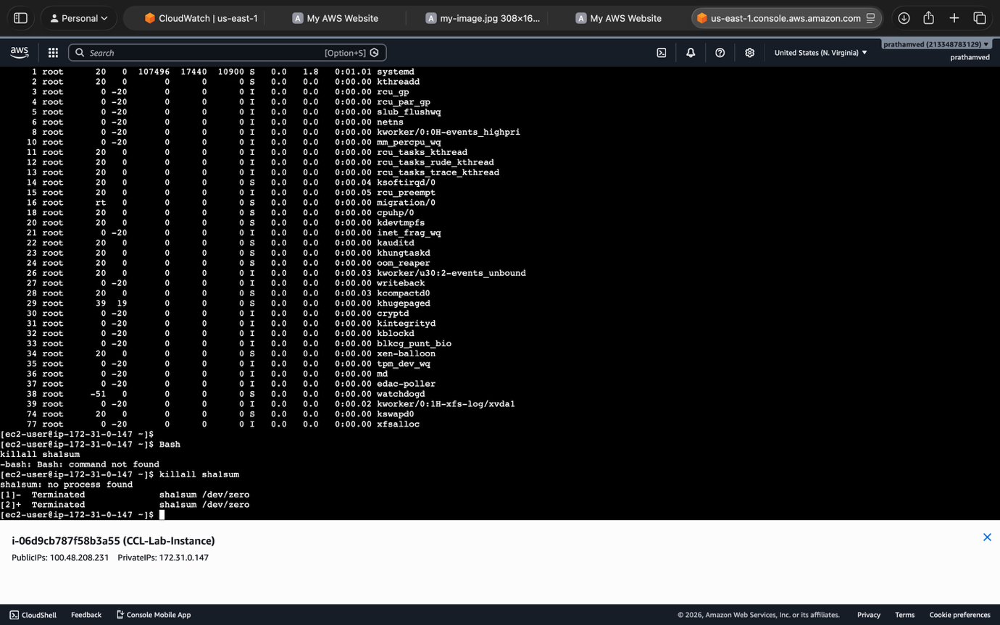 Personal
CloudWatch | us-east-1
A My AWS Website
A my-image.jpg 308×16...
A My AWS Website
us-east-1.console.aws.amazon.com
aws
Search
[Option+S]
United States (N. Virginia)
prathamved (213348783129)
prathamved
1 root 20 0 107496 17440 10900 S 0.0 1.8 0:01.01 systemd
2 root 20 0 0 0 0 S 0.0 0.0 0:00.00 kthreadd
3 root 0 -20 0 0 0 I 0.0 0.0 0:00.00 rcu_gp
4 root 0 -20 0 0 0 I 0.0 0.0 0:00.00 rcu_par_gp
5 root 0 -20 0 0 0 I 0.0 0.0 0:00.00 slub_flushwq
6 root 0 -20 0 0 0 I 0.0 0.0 0:00.00 netns
8 root 0 -20 0 0 0 I 0.0 0.0 0:00.00 kworker/0:0H-events_highpri
10 root 0 -20 0 0 0 I 0.0 0.0 0:00.00 mm_percpu_wq
11 root 20 0 0 0 0 I 0.0 0.0 0:00.00 rcu_tasks_kthread
12 root 20 0 0 0 0 I 0.0 0.0 0:00.00 rcu_tasks_rude_kthread
13 root 20 0 0 0 0 I 0.0 0.0 0:00.00 rcu_tasks_trace_kthread
14 root 20 0 0 0 0 S 0.0 0.0 0:00.04 ksoftirqd/0
15 root 20 0 0 0 0 I 0.0 0.0 0:00.05 rcu_preempt
16 root rt 0 0 0 0 S 0.0 0.0 0:00.00 migration/0
18 root 20 0 0 0 0 S 0.0 0.0 0:00.00 cpuhp/0
20 root 20 0 0 0 0 S 0.0 0.0 0:00.00 kdevtmpfs
21 root 0 -20 0 0 0 I 0.0 0.0 0:00.00 inet_frag_wq
22 root 20 0 0 0 0 S 0.0 0.0 0:00.00 kauditd
23 root 20 0 0 0 0 S 0.0 0.0 0:00.00 khungtaskd
24 root 20 0 0 0 0 S 0.0 0.0 0:00.00 oom_reaper
26 root 20 0 0 0 0 I 0.0 0.0 0:00.03 kworker/u30:2-events_unbound
27 root 0 -20 0 0 0 I 0.0 0.0 0:00.00 writeback
28 root 20 0 0 0 0 S 0.0 0.0 0:00.03 kcompactd0
29 root 39 19 0 0 0 S 0.0 0.0 0:00.00 khugepaged
30 root 0 -20 0 0 0 I 0.0 0.0 0:00.00 cryptd
31 root 0 -20 0 0 0 I 0.0 0.0 0:00.00 kintegrityd
32 root 0 -20 0 0 0 I 0.0 0.0 0:00.00 kblockd
33 root 0 -20 0 0 0 I 0.0 0.0 0:00.00 blkcg_punt_bio
34 root 20 0 0 0 0 S 0.0 0.0 0:00.00 xen-balloon
35 root 0 -20 0 0 0 I 0.0 0.0 0:00.00 tpm_dev_wq
36 root 0 -20 0 0 0 I 0.0 0.0 0:00.00 md
37 root 0 -20 0 0 0 I 0.0 0.0 0:00.00 edac-poller
38 root -51 0 0 0 0 S 0.0 0.0 0:00.00 watchdogd
39 root 0 -20 0 0 0 I 0.0 0.0 0:00.02 kworker/0:1H-xfs-log/xvda1
74 root 20 0 0 0 0 S 0.0 0.0 0:00.00 kswapd0
77 root 0 -20 0 0 0 I 0.0 0.0 0:00.00 xfsalloc
[ec2-user@ip-172-31-0-147 ~]$
[ec2-user@ip-172-31-0-147 ~]$ Bash
killall sha1sum
-bash: Bash: command not found
[ec2-user@ip-172-31-0-147 ~]$ killall sha1sum
sha1sum: no process found
[1]- Terminated sha1sum /dev/zero
[2]+ Terminated sha1sum /dev/zero
[ec2-user@ip-172-31-0-147 ~]$
i-06d9cb787f58b3a55 (CCL-Lab-Instance)
PublicIPs: 100.48.208.231 PrivateIPs: 172.31.0.147
CloudShell Feedback Console Mobile App © 2026, Amazon Web Services, Inc. or its affiliates. Privacy Terms Cookie preferences